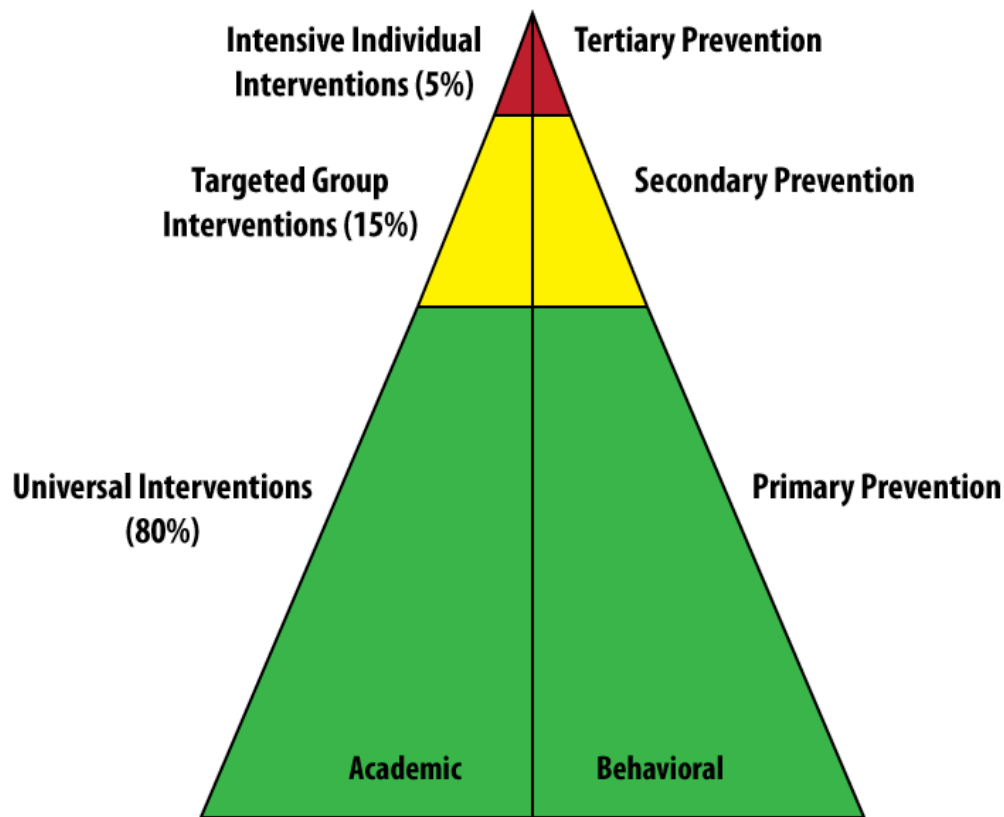 Intensive Individual
Interventions (5%)
Tertiary Prevention
Targeted Group
Interventions (15%)
Secondary Prevention
Universal Interventions
(80%)
Primary Prevention
Academic
Behavioral